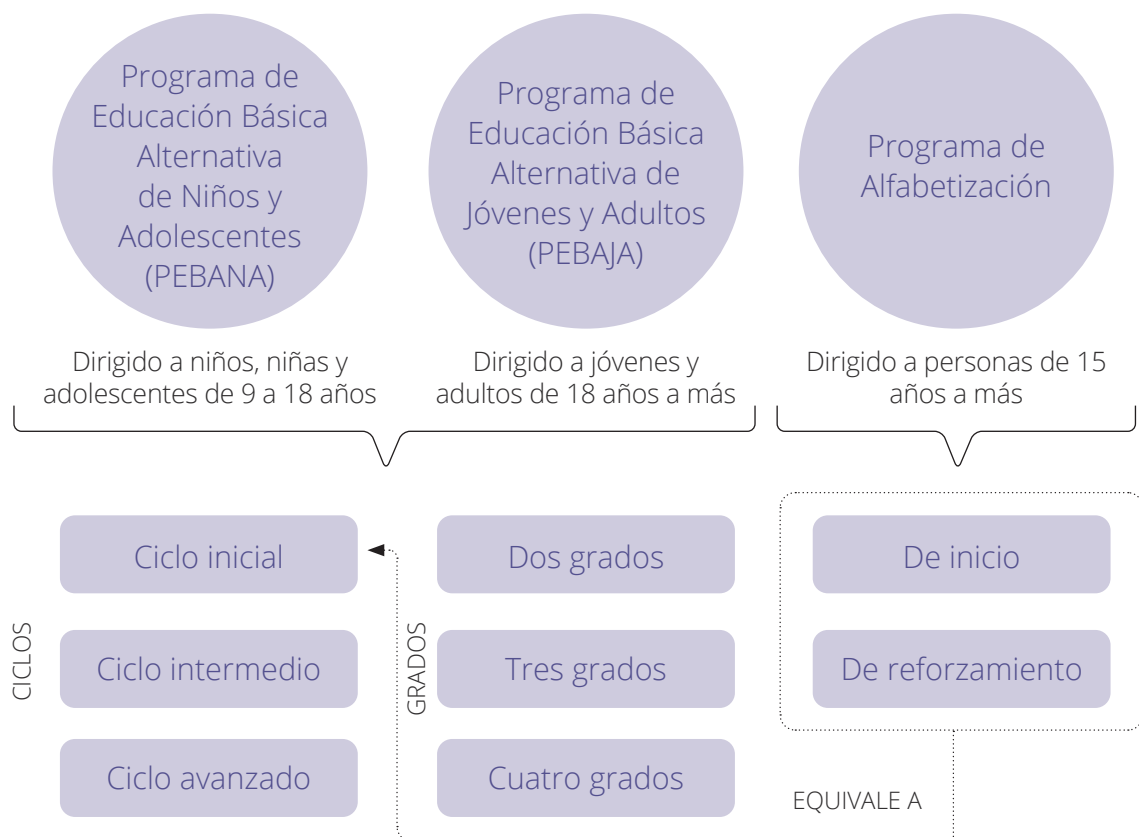 Programa de
Educación Básica
Alternativa
de Niños y
Adolescentes
(PEBANA)
Programa de
Educación Básica
Alternativa de
Jóvenes y Adultos
(PEBAJA)
Programa de
Alfabetización
Dirigido a niños, niñas y
adolescentes de 9 a 18 años
Dirigido a jóvenes y
adultos de 18 años a más
Dirigido a personas de 15
años a más
CICLOS
Ciclo inicial
Ciclo intermedio
Ciclo avanzado
GRADOS
Dos grados
Tres grados
Cuatro grados
De inicio
De reforzamiento
EQUIVALE A